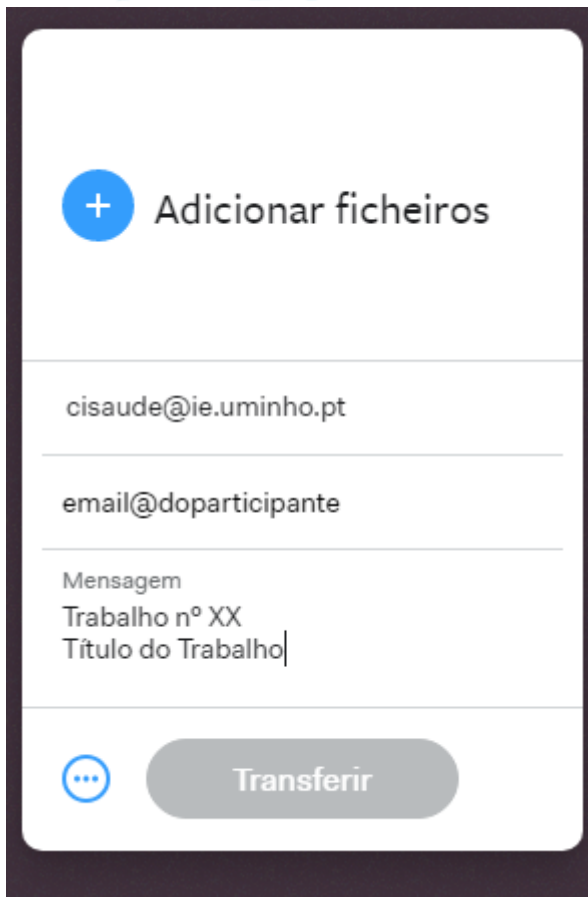 Adicionar ficheiros
cisaude@ie.uminho.pt
email@doparticipante
Mensagem
Trabalho nº XX
Título do Trabalho
Transferir